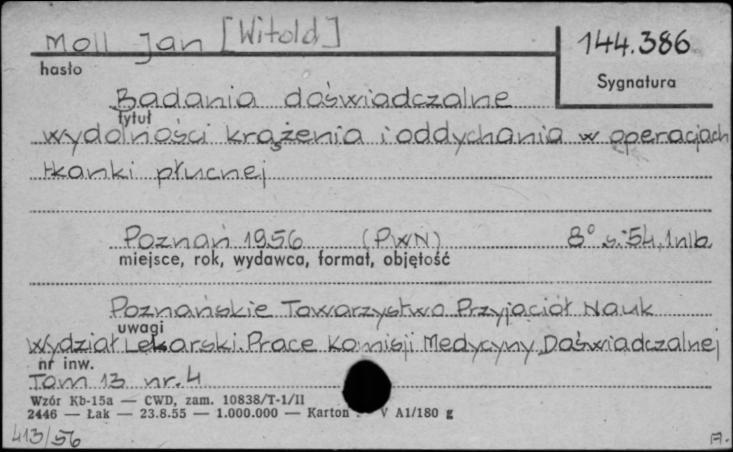 Moll Jan [Witold]
144.386
hasło
Sygnatura
Badania doświadczalne
tytuł
wydolności krążenia i oddychania w operacjach
tkanki płucnej
Poznań 1956 (PWN) 8° s. 54, 1 nlb.
miejsce, rok, wydawca, format, objętość
Poznańskie Towarzystwo Przyjaciół Nauk
uwagi
Wydział Lekarski. Prace Komisji Medycyny Doświadczalnej
nr inw.
Tom 13 nr. 4
Wzór Kb-15a — CWD, zam. 10838/T-1/II
2446 — Łak — 23.8.55 — 1.000.000 — Karton V A1/180 g
413/56
A.